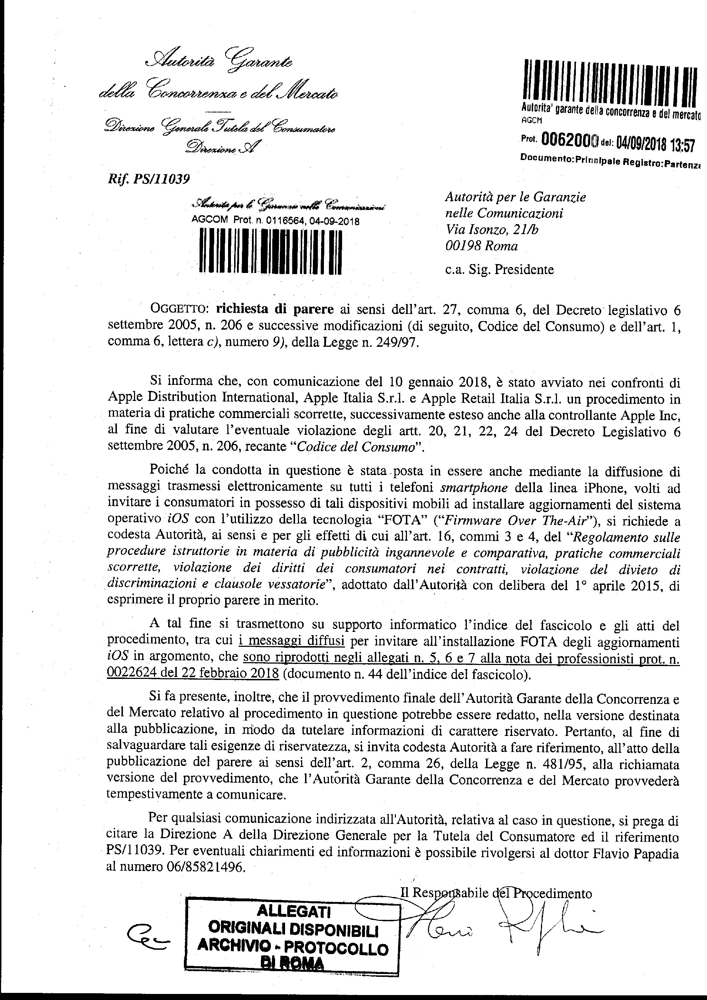 Autorità Garante
della Concorrenza e del Mercato
Direzione Generale Tutela del Consumatore
Direzione A
Autorita' garante della concorrenza e del mercato
AGCM
Prot. 0062000 del: 04/09/2018 13:57
Documento:Principale Registro:Partenza
Rif. PS/11039
Autorità per le Garanzie nelle Comunicazioni
AGCOM Prot. n. 0116564, 04-09-2018
Autorità per le Garanzie
nelle Comunicazioni
Via Isonzo, 21/b
00198 Roma
c.a. Sig. Presidente
OGGETTO: richiesta di parere ai sensi dell'art. 27, comma 6, del Decreto legislativo 6
settembre 2005, n. 206 e successive modificazioni (di seguito, Codice del Consumo) e dell'art. 1,
comma 6, lettera c), numero 9), della Legge n. 249/97.
Si informa che, con comunicazione del 10 gennaio 2018, è stato avviato nei confronti di
Apple Distribution International, Apple Italia S.r.l. e Apple Retail Italia S.r.l. un procedimento in
materia di pratiche commerciali scorrette, successivamente esteso anche alla controllante Apple Inc,
al fine di valutare l'eventuale violazione degli artt. 20, 21, 22, 24 del Decreto Legislativo 6
settembre 2005, n. 206, recante "Codice del Consumo".
Poiché la condotta in questione è stata posta in essere anche mediante la diffusione di
messaggi trasmessi elettronicamente su tutti i telefoni smartphone della linea iPhone, volti ad
invitare i consumatori in possesso di tali dispositivi mobili ad installare aggiornamenti del sistema
operativo iOS con l'utilizzo della tecnologia "FOTA" ("Firmware Over The-Air"), si richiede a
codesta Autorità, ai sensi e per gli effetti di cui all'art. 16, commi 3 e 4, del "Regolamento sulle
procedure istruttorie in materia di pubblicità ingannevole e comparativa, pratiche commerciali
scorrette, violazione dei diritti dei consumatori nei contratti, violazione del divieto di
discriminazioni e clausole vessatorie", adottato dall'Autorità con delibera del 1° aprile 2015, di
esprimere il proprio parere in merito.
A tal fine si trasmettono su supporto informatico l'indice del fascicolo e gli atti del
procedimento, tra cui i messaggi diffusi per invitare all'installazione FOTA degli aggiornamenti
iOS in argomento, che sono riprodotti negli allegati n. 5, 6 e 7 alla nota dei professionisti prot. n.
0022624 del 22 febbraio 2018 (documento n. 44 dell'indice del fascicolo).
Si fa presente, inoltre, che il provvedimento finale dell'Autorità Garante della Concorrenza e
del Mercato relativo al procedimento in questione potrebbe essere redatto, nella versione destinata
alla pubblicazione, in modo da tutelare informazioni di carattere riservato. Pertanto, al fine di
salvaguardare tali esigenze di riservatezza, si invita codesta Autorità a fare riferimento, all'atto della
pubblicazione del parere ai sensi dell'art. 2, comma 26, della Legge n. 481/95, alla richiamata
versione del provvedimento, che l'Autorità Garante della Concorrenza e del Mercato provvederà
tempestivamente a comunicare.
Per qualsiasi comunicazione indirizzata all'Autorità, relativa al caso in questione, si prega di
citare la Direzione A della Direzione Generale per la Tutela del Consumatore ed il riferimento
PS/11039. Per eventuali chiarimenti ed informazioni è possibile rivolgersi al dottor Flavio Papadia
al numero 06/85821496.
Il Responsabile del Procedimento
ALLEGATI
ORIGINALI DISPONIBILI
ARCHIVIO - PROTOCOLLO
DI ROMA